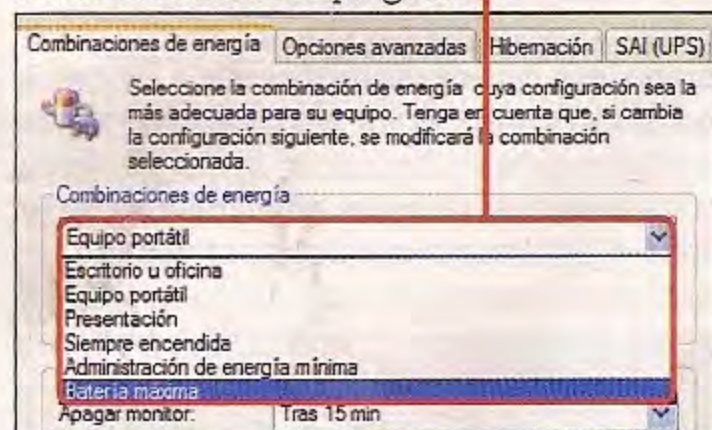 Combinaciones de energía Opciones avanzadas Hibernación SAI (UPS)
Seleccione la combinación de energía cuya configuración sea la
más adecuada para su equipo. Tenga en cuenta que, si cambia
la configuración siguiente, se modificará la combinación
seleccionada.
Combinaciones de energía
Equipo portátil
Escritorio u oficina
Equipo portátil
Presentación
Siempre encendida
Administración de energía mínima
Batería máxima
Apagar monitor: Tras 15 min